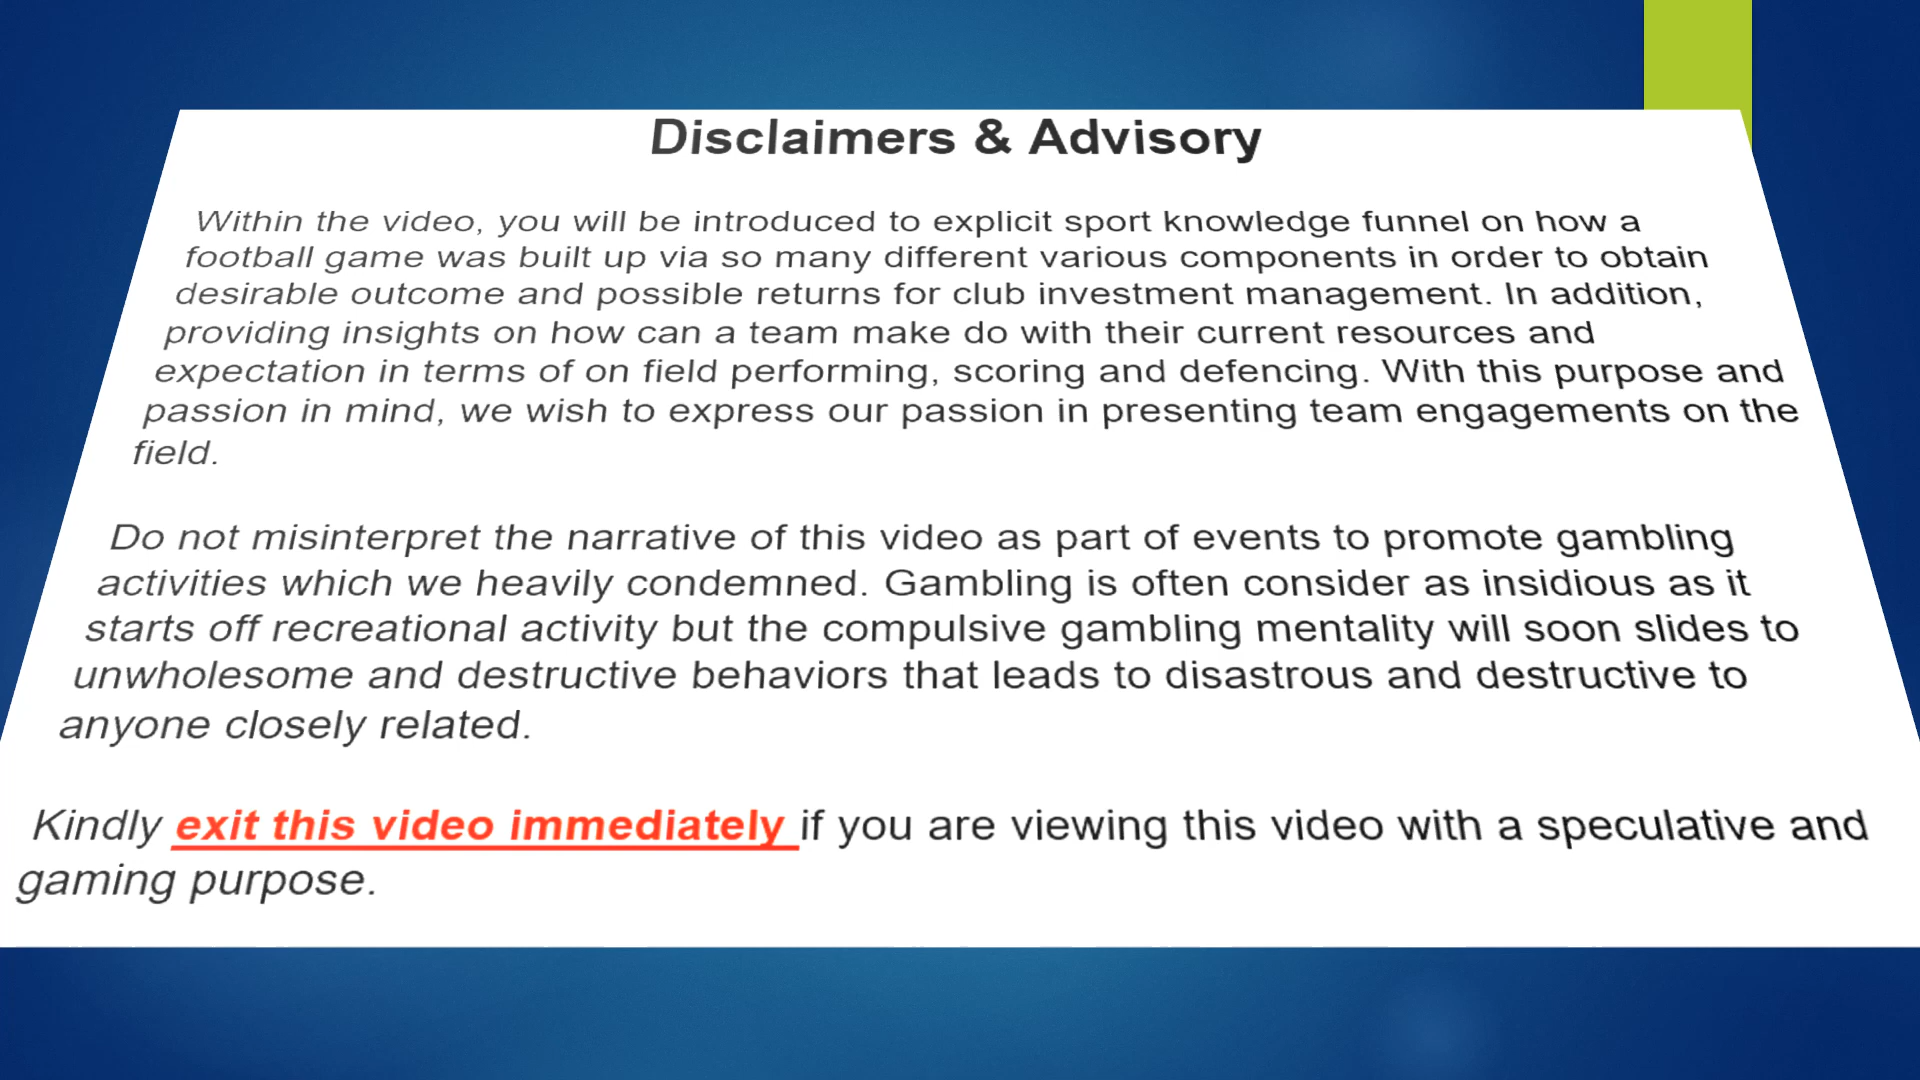 Disclaimers & Advisory
Within the video, you will be introduced to explicit sport knowledge funnel on how a
football game was built up via so many different various components in order to obtain
desirable outcome and possible returns for club investment management. In addition,
providing insights on how can a team make do with their current resources and
expectation in terms of on field performing, scoring and defencing. With this purpose and
passion in mind, we wish to express our passion in presenting team engagements on the
field.
Do not misinterpret the narrative of this video as part of events to promote gambling
activities which we heavily condemned. Gambling is often consider as insidious as it
starts off recreational activity but the compulsive gambling mentality will soon slides to
unwholesome and destructive behaviors that leads to disastrous and destructive to
anyone closely related.
Kindly exit this video immediately if you are viewing this video with a speculative and
gaming purpose.